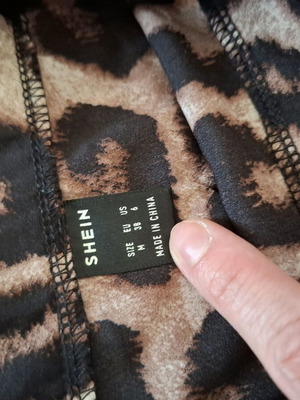 SHEIN
EU US
SIZE 38 6
M
MADE IN CHINA